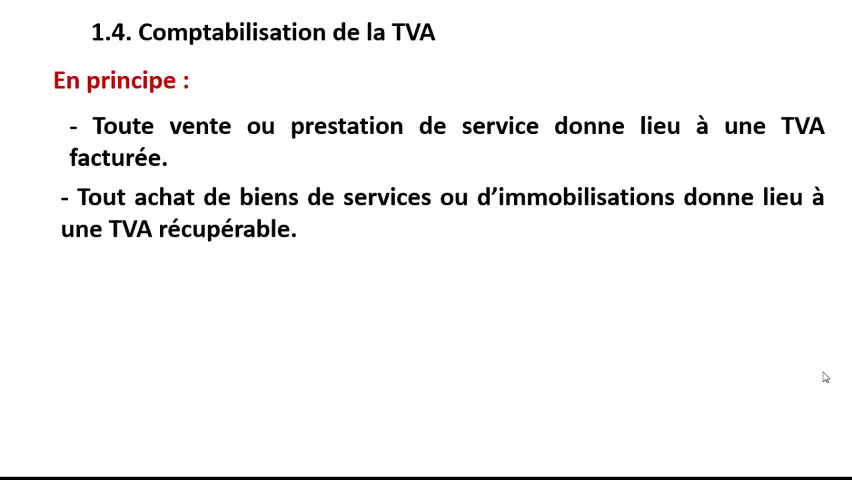 1.4. Comptabilisation de la TVA
En principe :
- Toute vente ou prestation de service donne lieu à une TVA
facturée.
- Tout achat de biens de services ou d’immobilisations donne lieu à
une TVA récupérable.